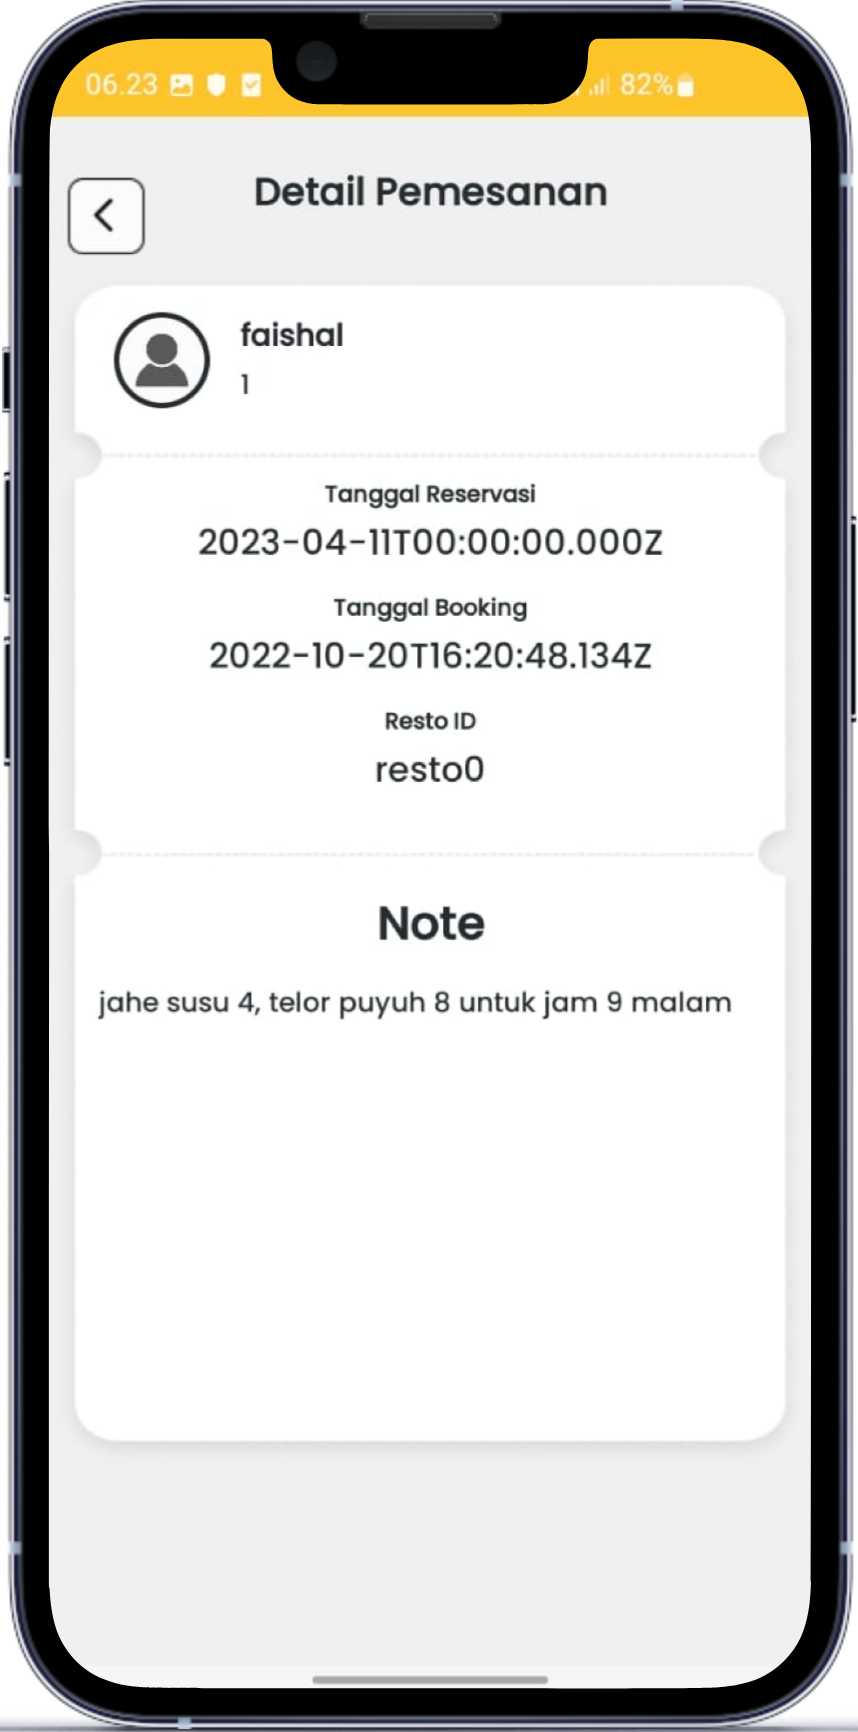 06.23 82%
Detail Pemesanan
faishal
1
Tanggal Reservasi
2023-04-11T00:00:00.000Z
Tanggal Booking
2022-10-20T16:20:48.134Z
Resto ID
resto0
Note
jahe susu 4, telor puyuh 8 untuk jam 9 malam